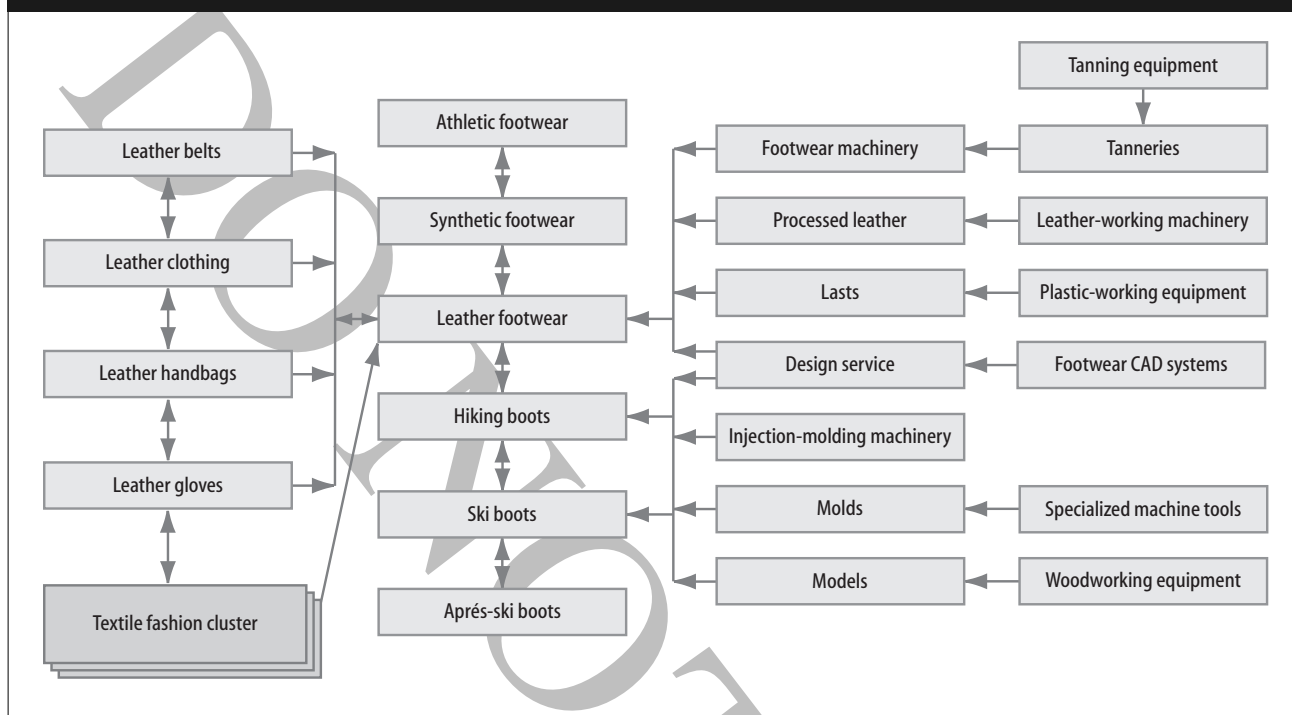 Tanning equipment
Athletic footwear
Leather belts
Footwear machinery
Tanneries
Synthetic footwear
Processed leather
Leather-working machinery
Leather clothing
Lasts
Plastic-working equipment
Leather footwear
Leather handbags
Design service
Footwear CAD systems
Hiking boots
Injection-molding machinery
Leather gloves
Ski boots
Molds
Specialized machine tools
Models
Woodworking equipment
Textile fashion cluster
Aprés-ski boots
DO NOT